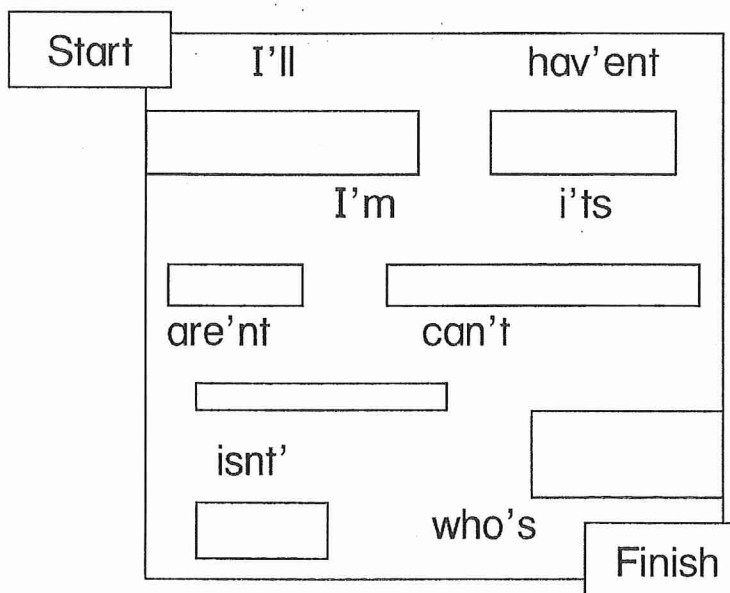 Start
I'll hav'ent
I'm i'ts
are'nt can't
isnt'
who's
Finish